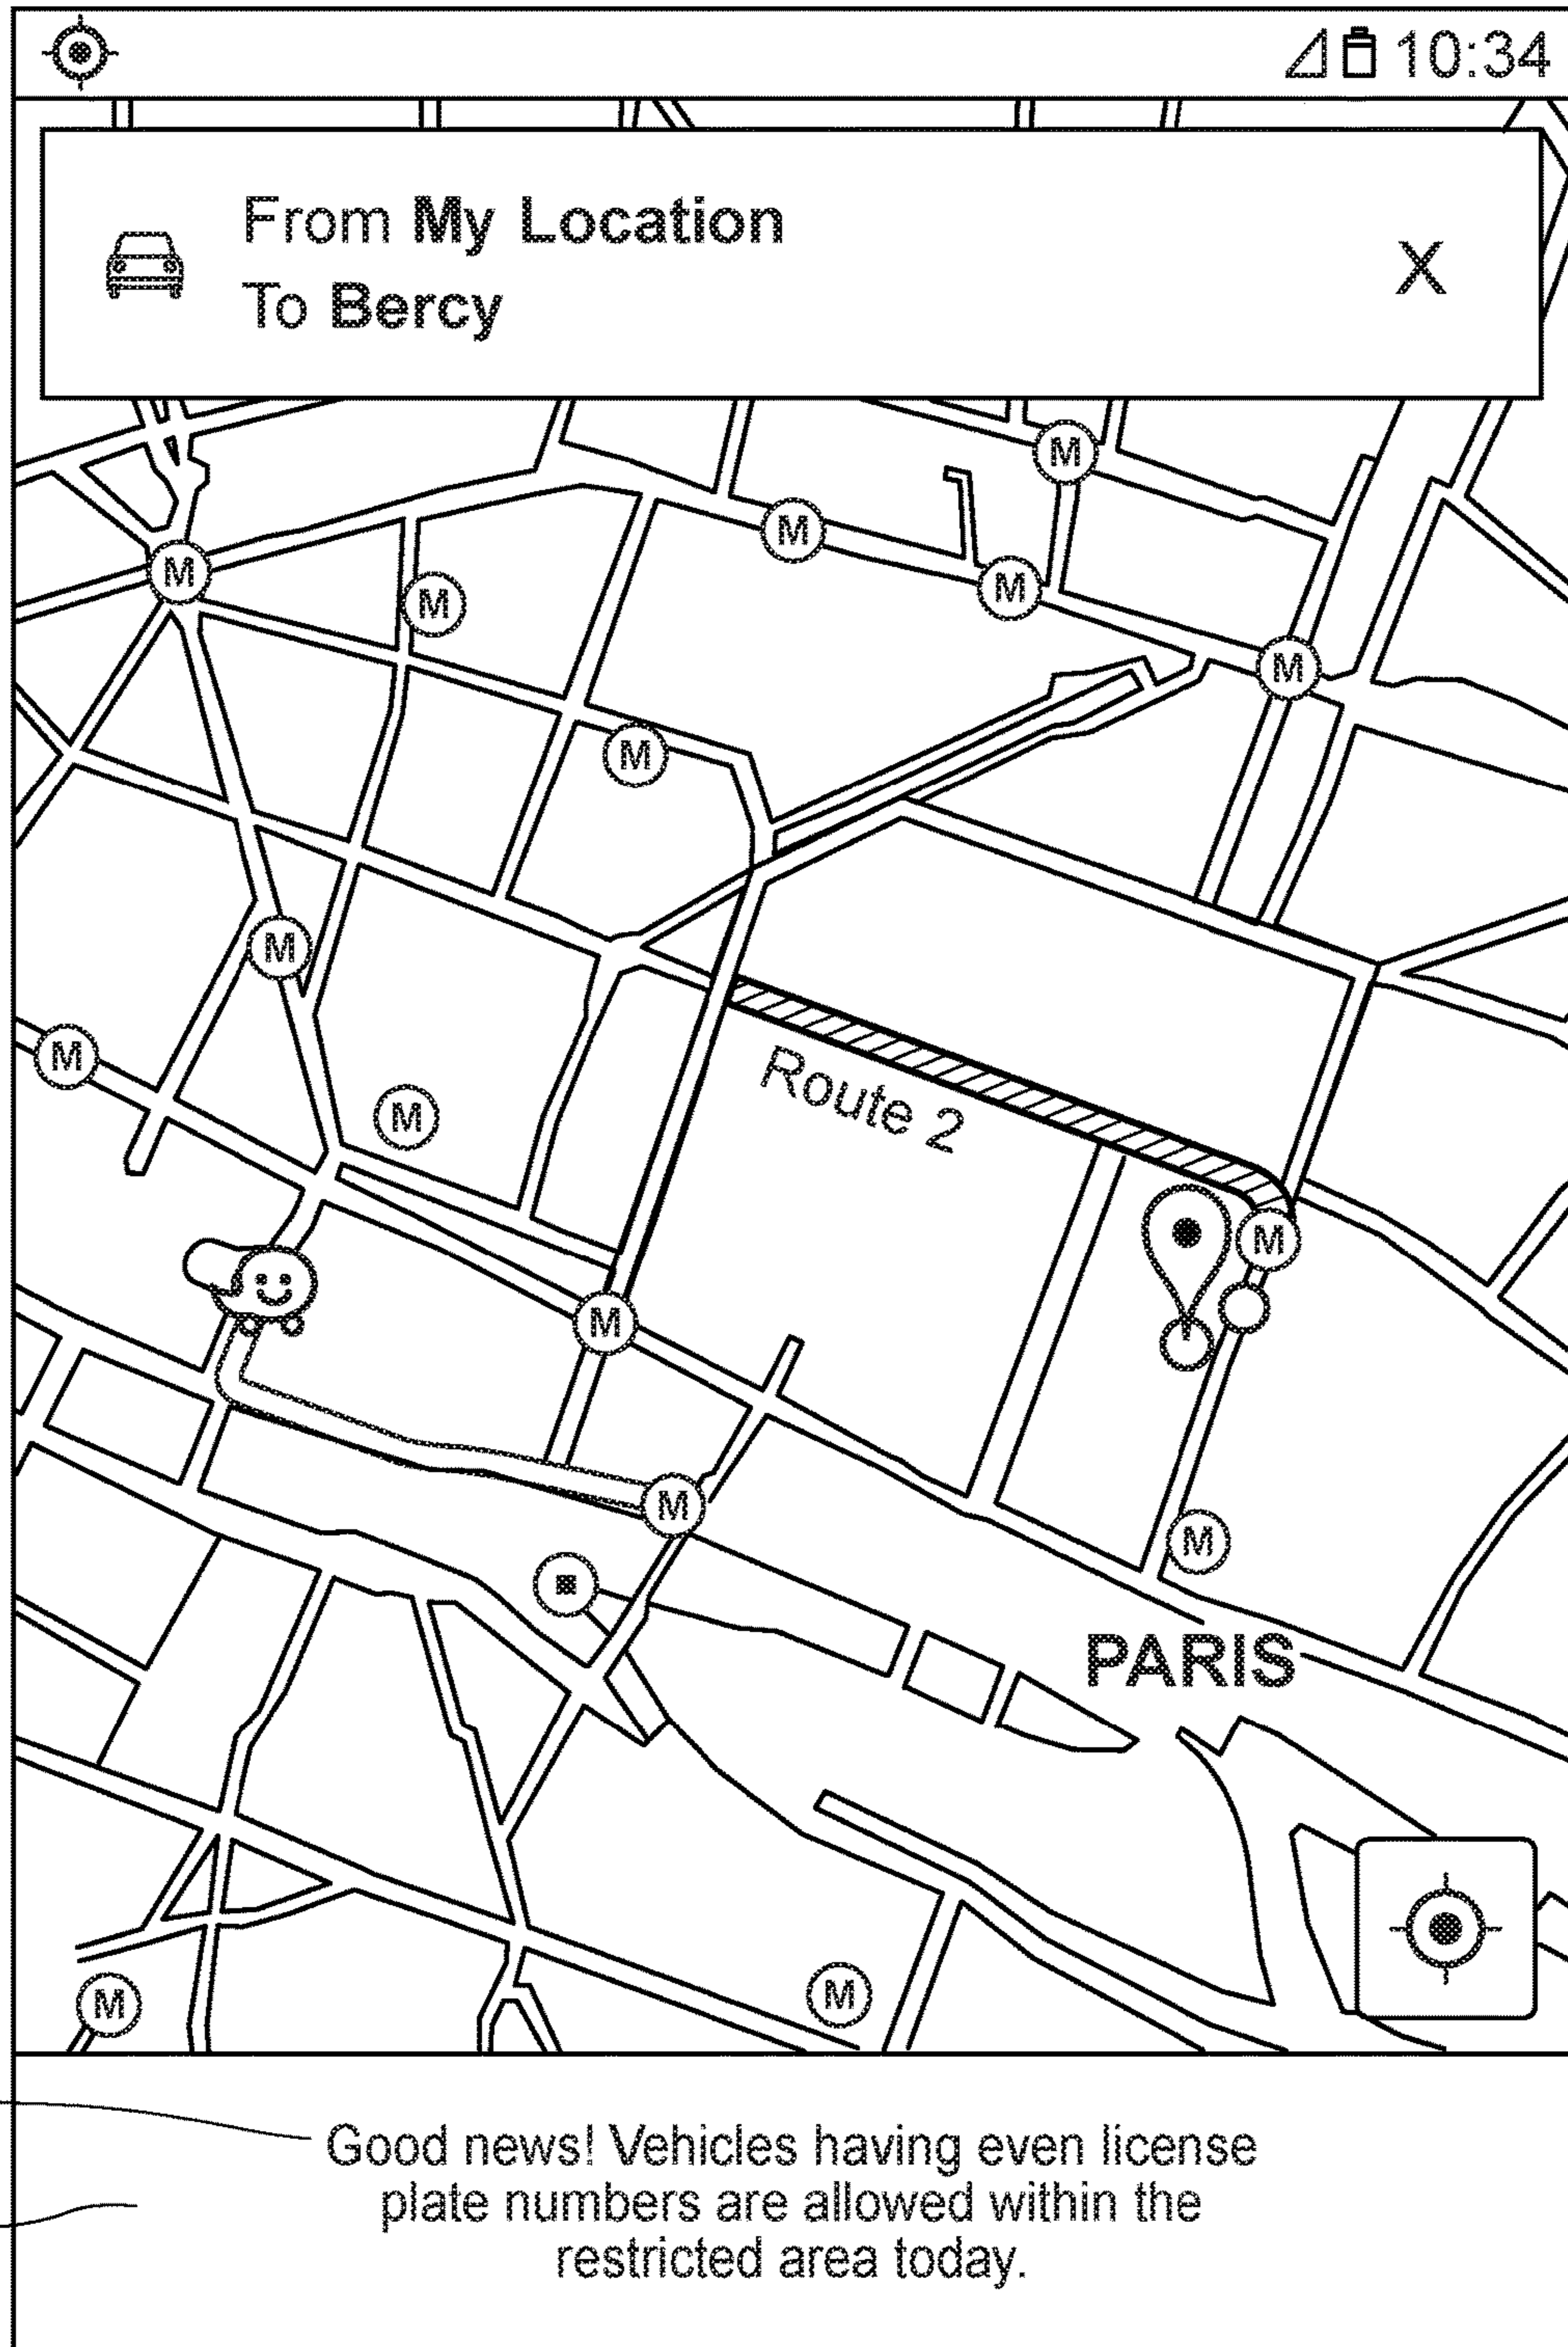 10:34
From My Location
To Bercy
X
M
M
M
M
M
M
M
M
M
M
Route 2
M
M
M
M
PARIS
M
M
Good news! Vehicles having even license
plate numbers are allowed within the
restricted area today.